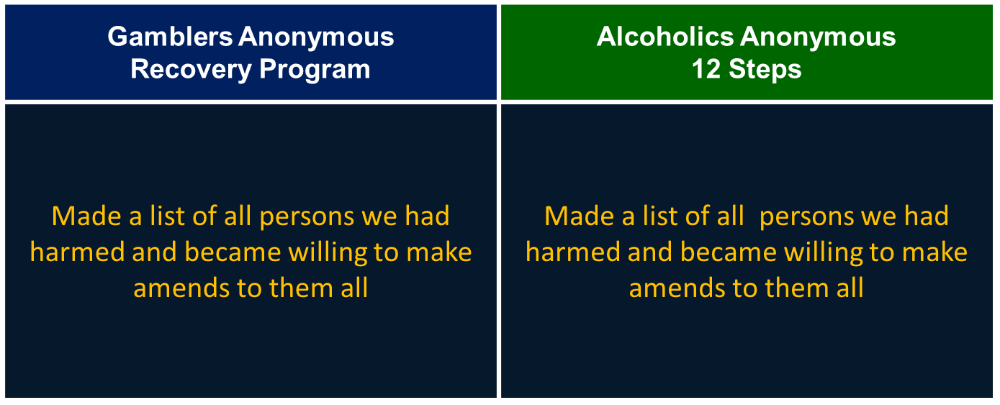 Gamblers Anonymous
Recovery Program
Alcoholics Anonymous
12 Steps
Made a list of all persons we had
harmed and became willing to make
amends to them all
Made a list of all  persons we had
harmed and became willing to make
amends to them all